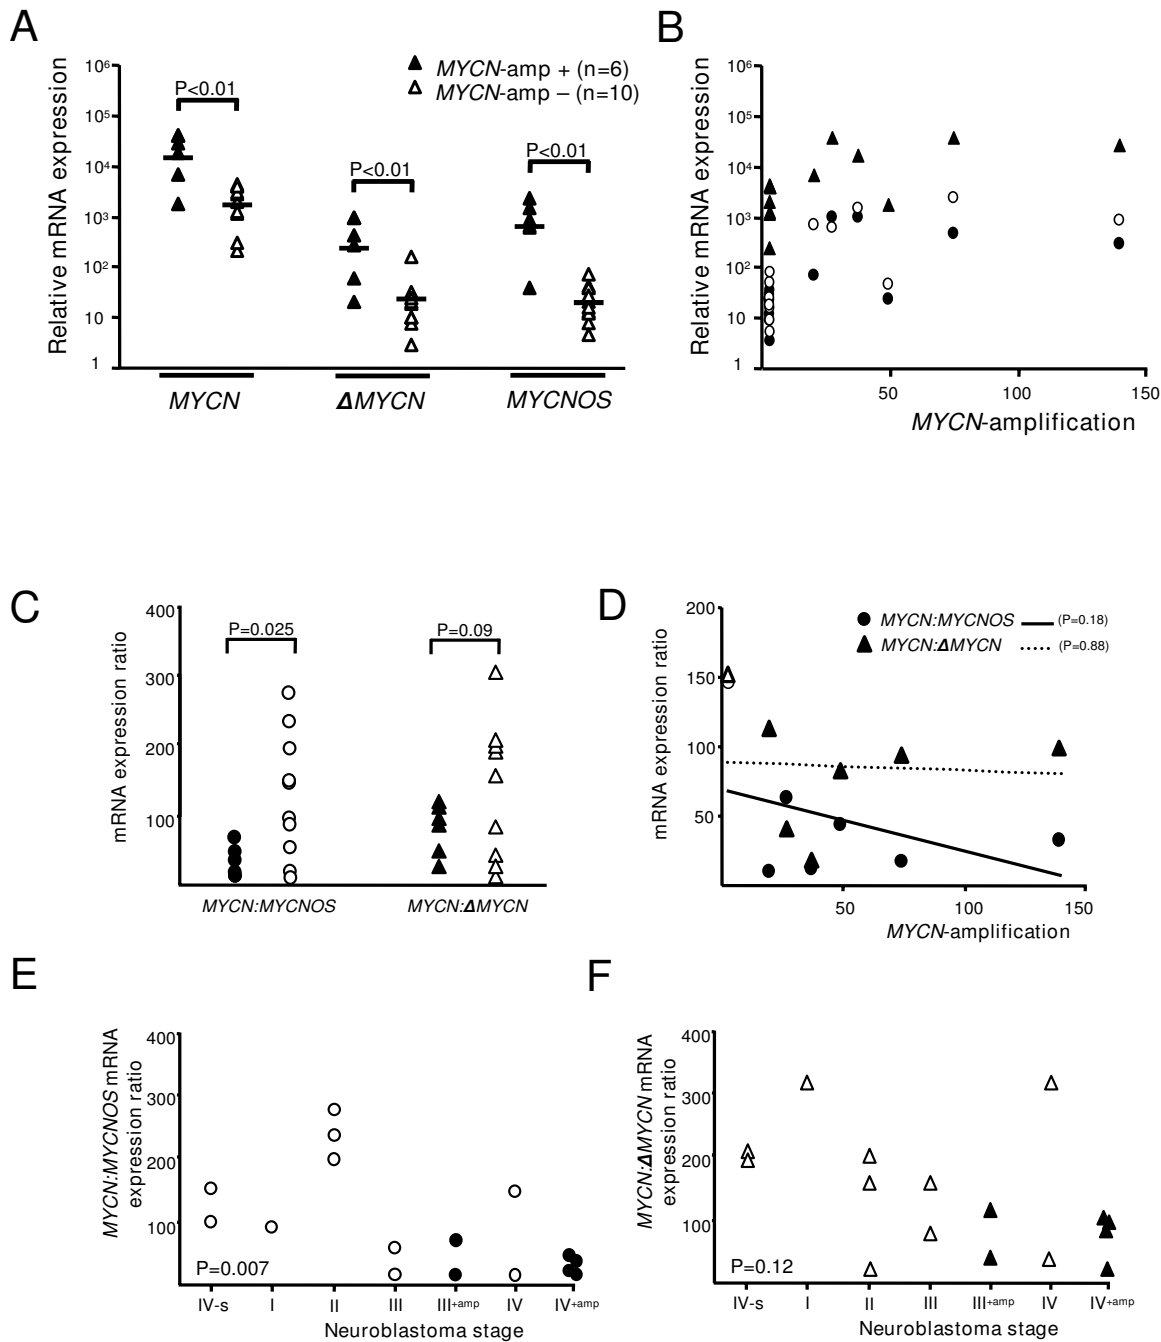 A
Relative mRNA expression
10⁶
10⁵
10⁴
10³
10²
10
1
P<0.01
P<0.01
P<0.01
MYCN-amp + (n=6)
MYCN-amp – (n=10)
MYCN
ΔMYCN
MYCNOS
B
Relative mRNA expression
10⁶
10⁵
10⁴
10³
10²
10
1
50
100
150
MYCN-amplification
C
mRNA expression ratio
400
300
200
100
P=0.025
P=0.09
MYCN:MYCNOS
MYCN:ΔMYCN
D
mRNA expression ratio
200
150
100
50
MYCN:MYCNOS (P=0.18)
MYCN:ΔMYCN (P=0.88)
50
100
150
MYCN-amplification
E
MYCN:MYCNOS mRNA
expression ratio
400
300
200
100
P=0.007
IV-s
I
II
III
III+amp
IV
IV+amp
Neuroblastoma stage
F
MYCN:ΔMYCN mRNA
expression ratio
400
300
200
100
P=0.12
IV-s
I
II
III
III+amp
IV
IV+amp
Neuroblastoma stage